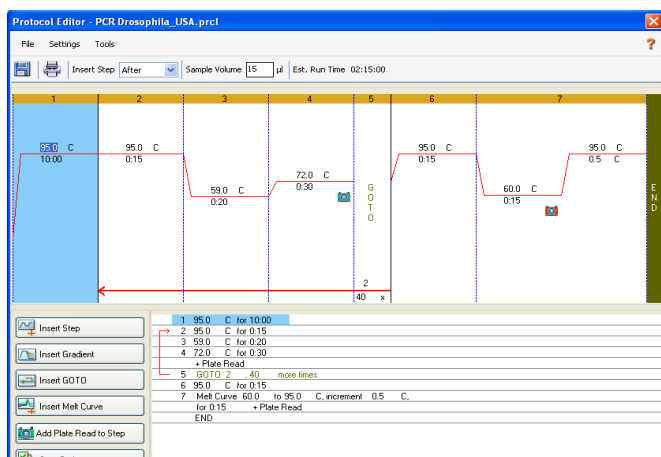 Protocol Editor - PCR Drosophila_USA.prcl
File Settings Tools ?
Insert Step After Sample Volume 15 µl Est. Run Time 02:15:00
1 2 3 4 5 6 7
95.0 C 95.0 C 95.0 C 95.0 C
10:00 0:15 0:15 0.5 C
72.0 C
0:30
59.0 C 60.0 C
0:20 0:15
GOTO
END
2
40 x
Insert Step
Insert Gradient
Insert GOTO
Insert Melt Curve
Add Plate Read to Step
1 95.0 C for 10:00
2 95.0 C for 0:15
3 59.0 C for 0:20
4 72.0 C for 0:30
+ Plate Read
5 GOTO 2 , 40 more times
6 95.0 C for 0:15
7 Melt Curve 60.0 to 95.0 C, increment 0.5 C,
for 0:15 + Plate Read
END